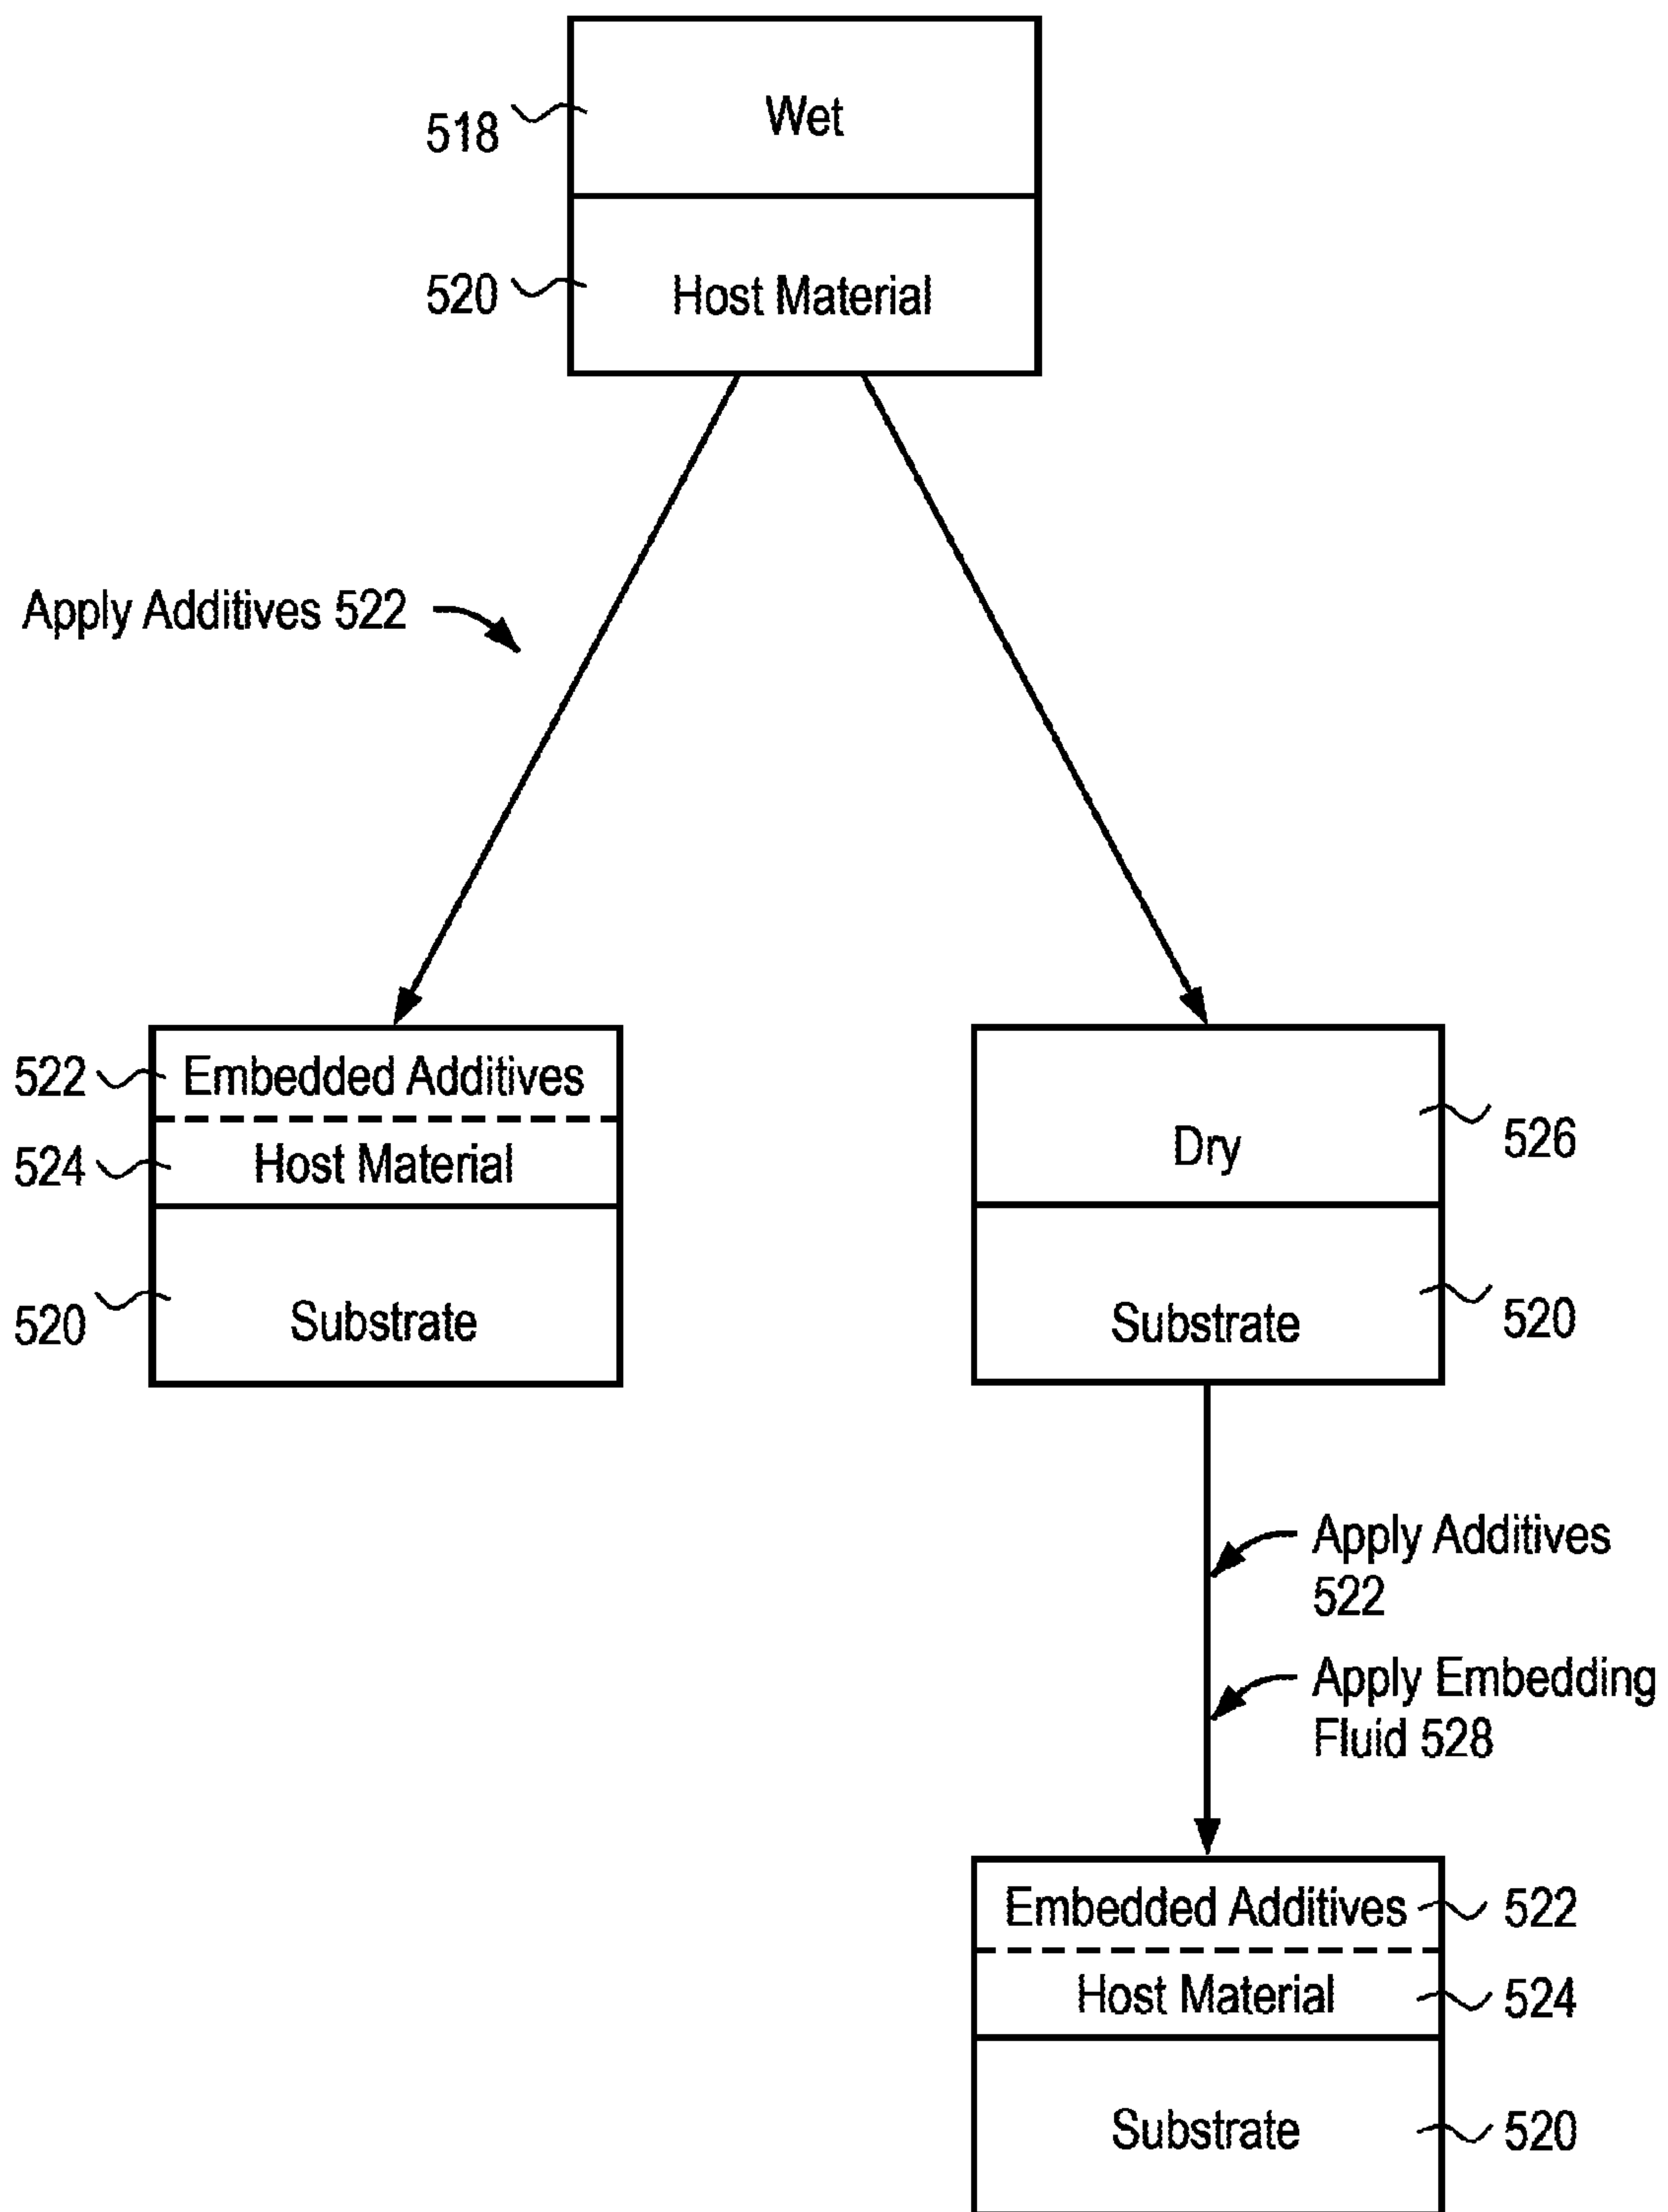 518
Wet
520
Host Material
Apply Additives 522
522
Embedded Additives
524
Host Material
520
Substrate
Dry
526
Substrate
520
Apply Additives
522
Apply Embedding
Fluid 528
Embedded Additives
522
Host Material
524
Substrate
520